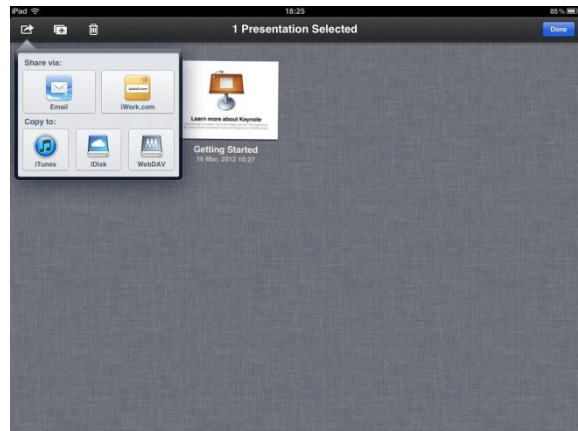 iPad 18:25 85%
1 Presentation Selected
Done
Share via:
Email iWork.com
Copy to:
iTunes iDisk WebDAV
Learn more about Keynote
Getting Started
16 Mar, 2012 10:27